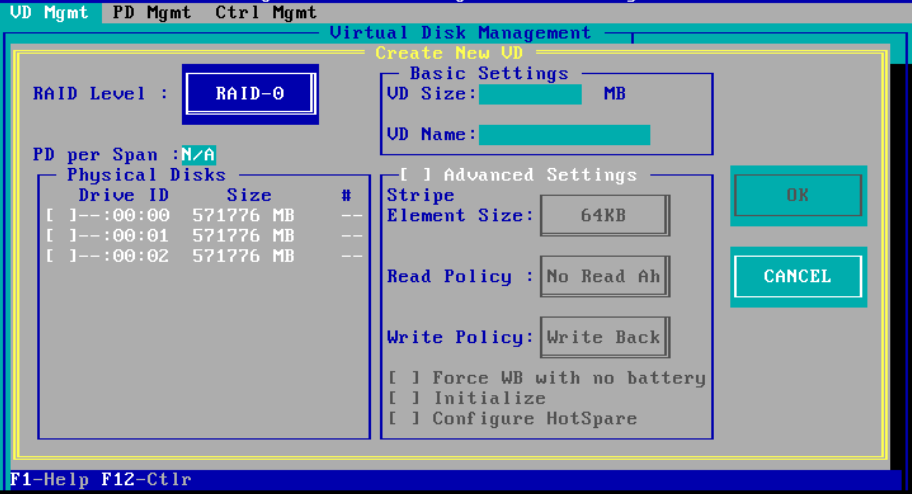 VD Mgmt PD Mgmt Ctrl Mgmt
Virtual Disk Management
Create New VD
RAID Level : RAID-0
PD per Span :N/A
Physical Disks
Drive ID Size #
[ ]--:00:00 571776 MB --
[ ]--:00:01 571776 MB --
[ ]--:00:02 571776 MB --
Basic Settings
VD Size: MB
VD Name:
[ ] Advanced Settings
Stripe
Element Size: 64KB
Read Policy : No Read Ah
Write Policy: Write Back
[ ] Force WB with no battery
[ ] Initialize
[ ] Configure HotSpare
OK
CANCEL
F1-Help F12-Ctlr